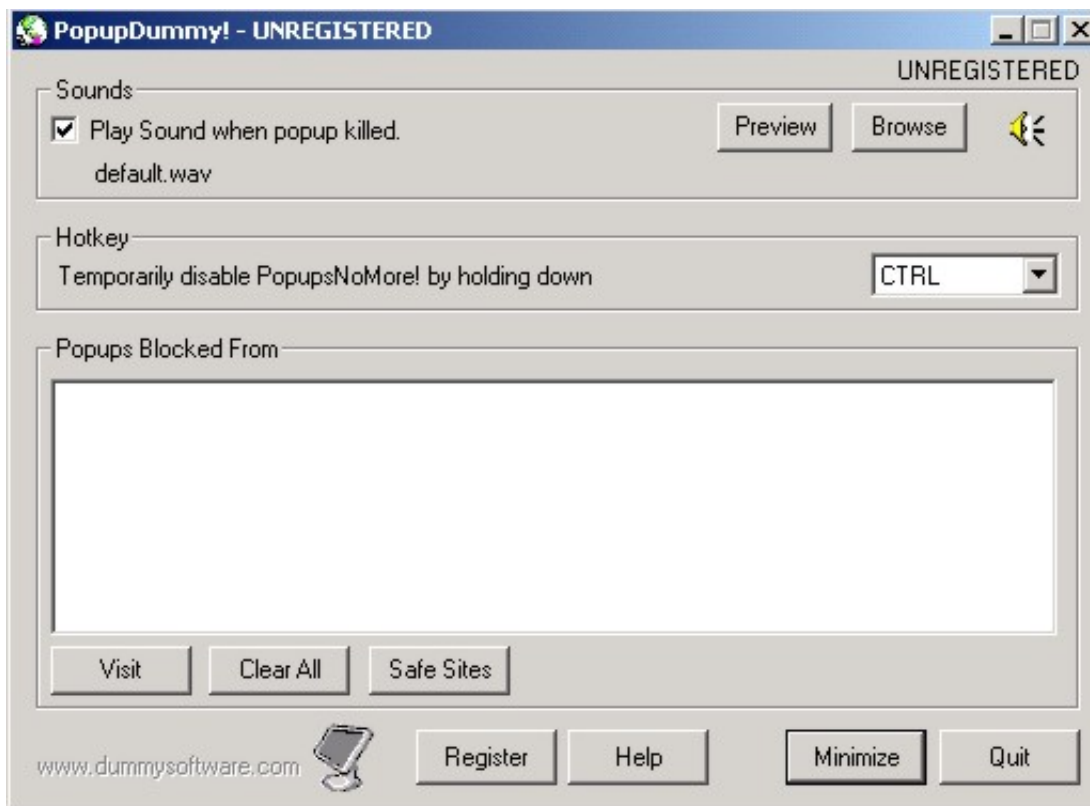 PopupDummy! - UNREGISTERED
UNREGISTERED
Sounds
Play Sound when popup killed.
Preview
Browse
default.wav
Hotkey
Temporarily disable PopupsNoMore! by holding down
CTRL
Popups Blocked From
Visit
Clear All
Safe Sites
www.dummysoftware.com
Register
Help
Minimize
Quit